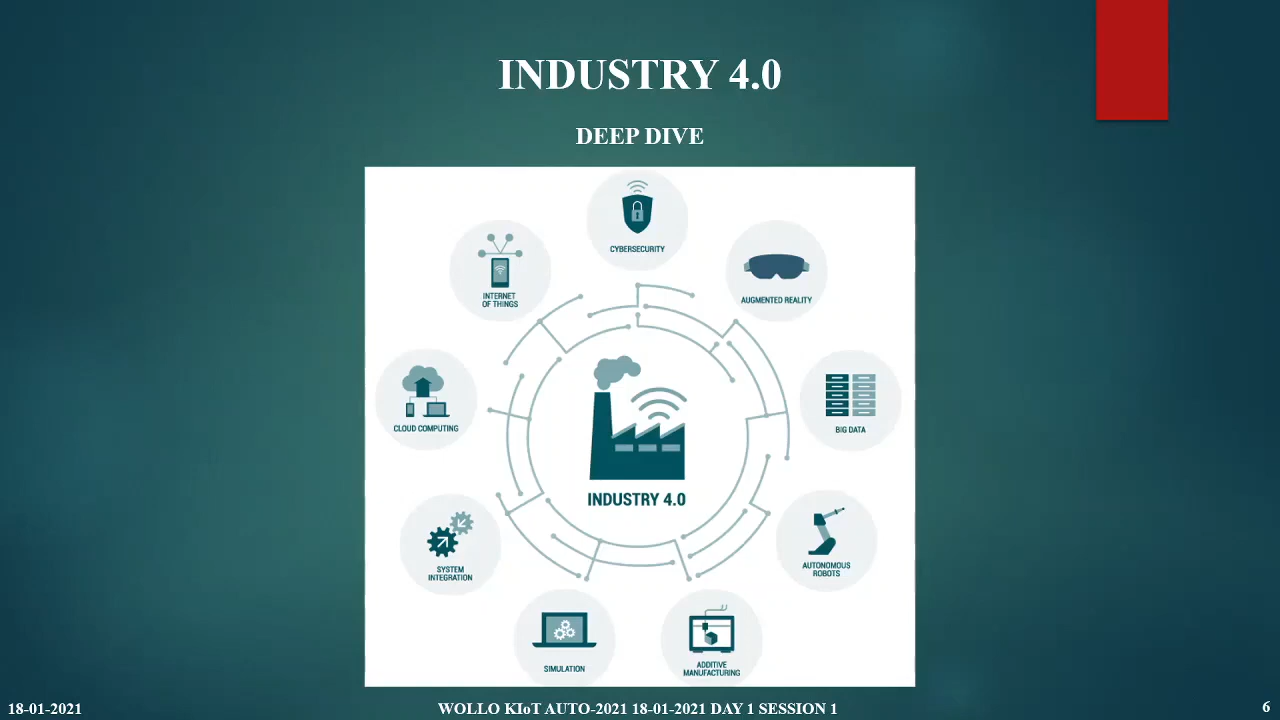 INDUSTRY 4.0
DEEP DIVE
CYBERSECURITY
INTERNET
OF THINGS
AUGMENTED REALITY
CLOUD COMPUTING
BIG DATA
INDUSTRY 4.0
SYSTEM
INTEGRATION
AUTONOMOUS
ROBOTS
SIMULATION
ADDITIVE
MANUFACTURING
18-01-2021
WOLLO KIoT AUTO-2021 18-01-2021 DAY 1 SESSION 1
6